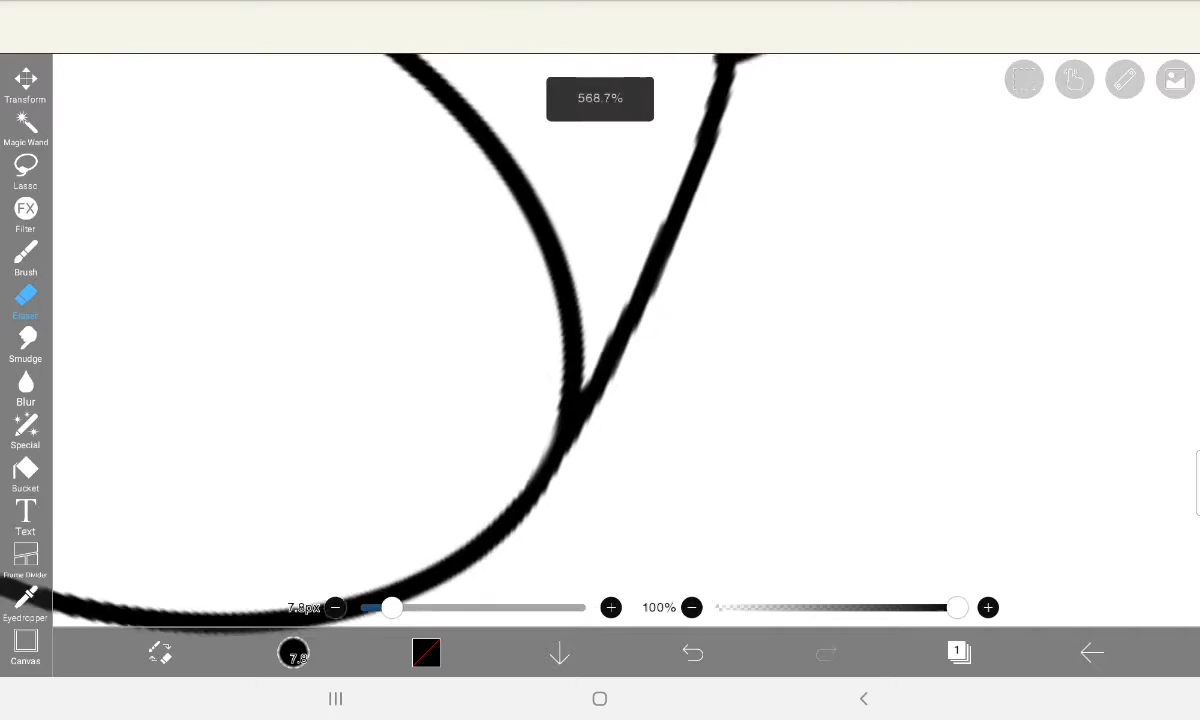 568.7%
Transform
Magic Wand
Lasso
FX
Filter
Brush
Eraser
Smudge
Blur
Special
Bucket
T
Text
Frame Divider
Eyedropper
Canvas
7.8px
100%
7.8
1